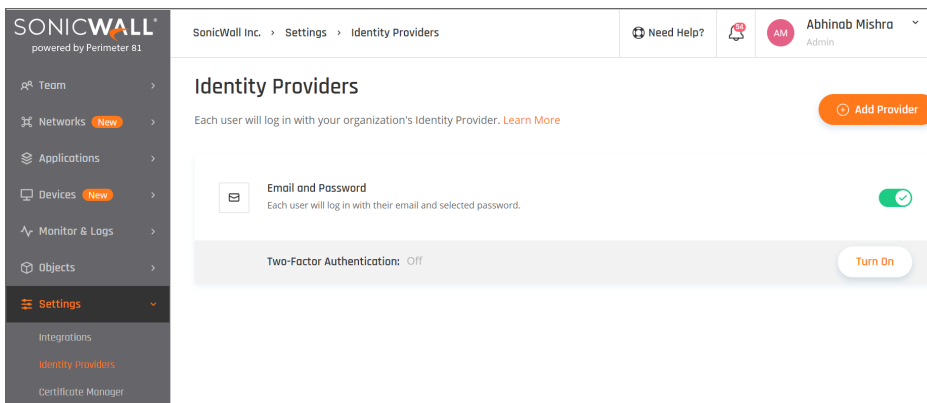 SONICWALL
powered by Perimeter 81
SonicWall Inc. › Settings › Identity Providers
Need Help?
54
AM
Abhinab Mishra
Admin
Team
Networks New
Applications
Devices New
Monitor & Logs
Objects
Settings
Integrations
Identity Providers
Certificate Manager
Identity Providers
Each user will log in with your organization's Identity Provider. Learn More
Add Provider
Email and Password
Each user will log in with their email and selected password.
Two-Factor Authentication: Off
Turn On